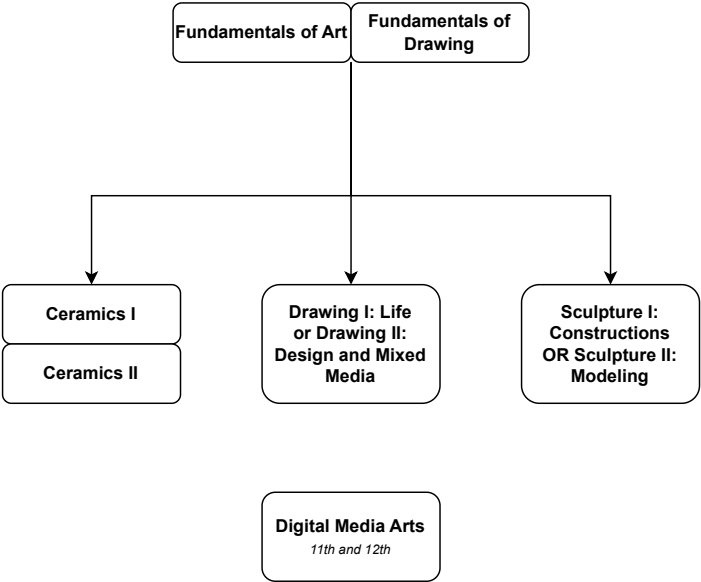 Fundamentals of Art
Fundamentals of
Drawing
Ceramics I
Ceramics II
Drawing I: Life
or Drawing II:
Design and Mixed
Media
Sculpture I:
Constructions
OR Sculpture II:
Modeling
Digital Media Arts
11th and 12th